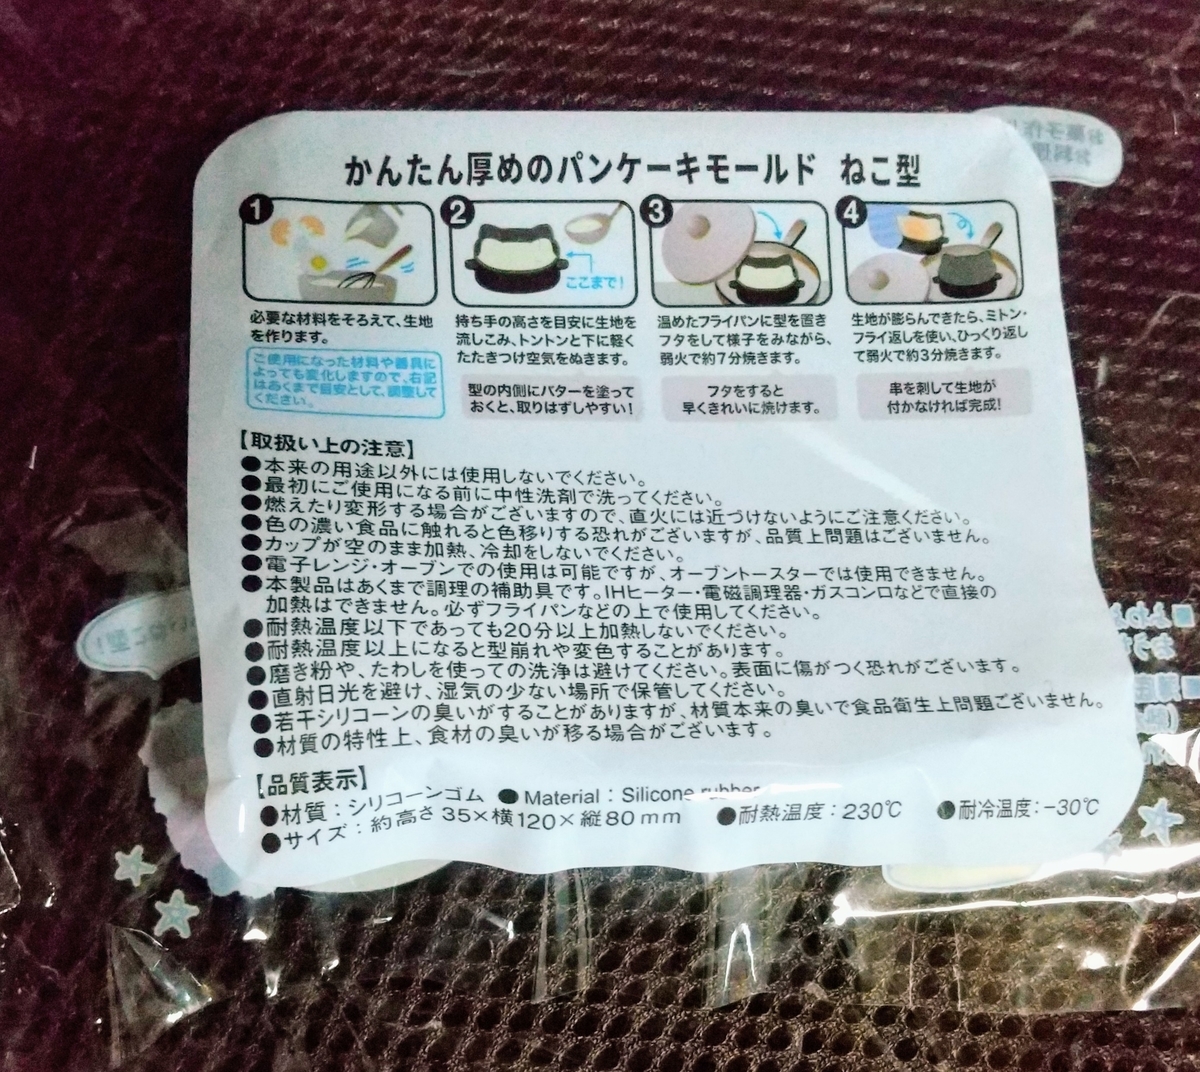 かんたん厚めのパンケーキモールド ねこ型
1
必要な材料をそろえて、生地
を作ります。
ご使用になった材料や器具に
よっても変化しますので、右記
はあくまで目安として、調整して
ください。
2
ここまで!
持ち手の高さを目安に生地を
流しこみ、トントンと下に軽く
たたきつけ空気をぬきます。
型の内側にバターを塗って
おくと、取りはずしやすい!
3
温めたフライパンに型を置き
フタをして様子をみながら、
弱火で約7分焼きます。
フタをすると
早くきれいに焼けます。
4
生地が膨らんできたら、ミトン・
フライ返しを使い、ひっくり返し
て弱火で約3分焼きます。
串を刺して生地が
付かなければ完成!
【取扱い上の注意】
●本来の用途以外には使用しないでください。
●最初にご使用になる前に中性洗剤で洗ってください。
●燃えたり変形する場合がございますので、直火には近づけないようにご注意ください。
●色の濃い食品に触れると色移りする恐れがございますが、品質上問題はございません。
●カップが空のまま加熱、冷却をしないでください。
●電子レンジ・オーブンでの使用は可能ですが、オーブントースターでは使用できません。
●本製品はあくまで調理の補助具です。IHヒーター・電磁調理器・ガスコンロなどで直接の
加熱はできません。必ずフライパンなどの上で使用してください。
●耐熱温度以下であっても20分以上加熱しないでください。
●耐熱温度以上になると型崩れや変色することがあります。
●磨き粉や、たわしを使っての洗浄は避けてください。表面に傷がつく恐れがございます。
●直射日光を避け、湿気の少ない場所で保管してください。
●若干シリコーンの臭いがすることがありますが、材質本来の臭いで食品衛生上問題ございません。
●材質の特性上、食材の臭いが移る場合がございます。
【品質表示】
●材質:シリコーンゴム ●Material:Silicone rubber
●サイズ:約高さ35×横120×縦80mm ●耐熱温度:230℃ ●耐冷温度:−30℃